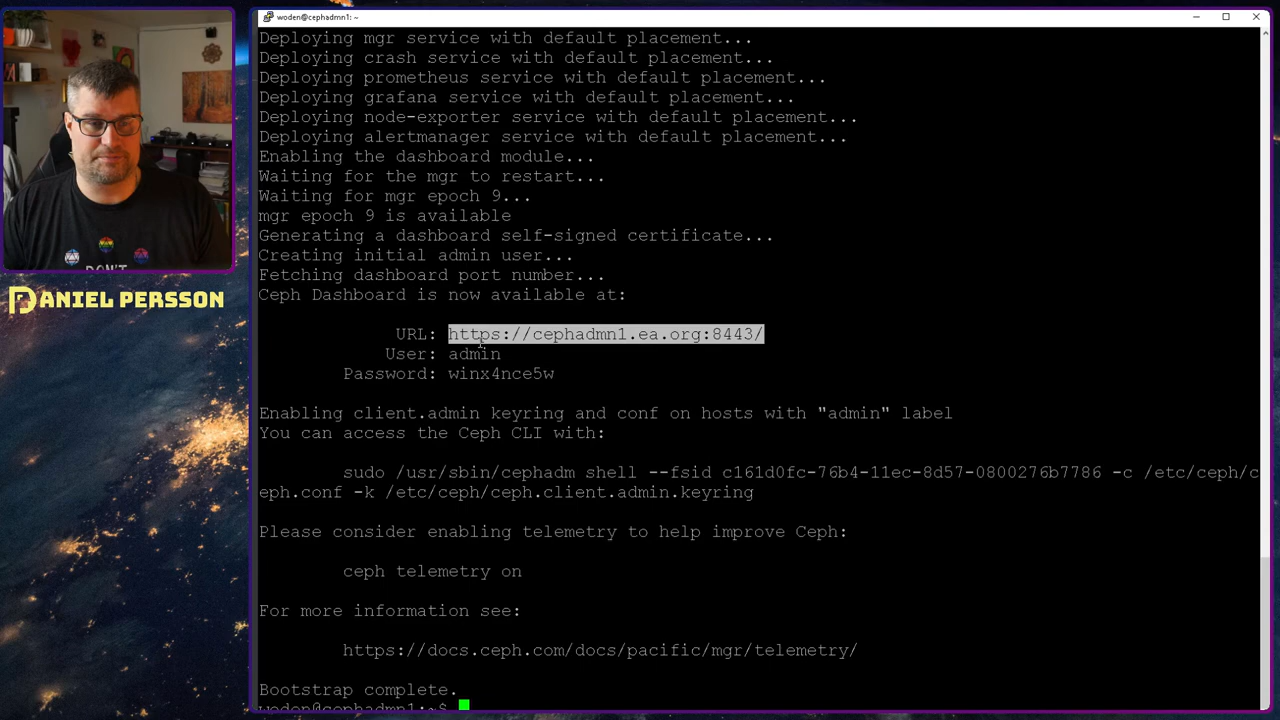 woden@cephadmn1: ~
Deploying mgr service with default placement...
Deploying crash service with default placement...
Deploying prometheus service with default placement...
Deploying grafana service with default placement...
Deploying node-exporter service with default placement...
Deploying alertmanager service with default placement...
Enabling the dashboard module...
Waiting for the mgr to restart...
Waiting for mgr epoch 9...
mgr epoch 9 is available
Generating a dashboard self-signed certificate...
Creating initial admin user...
Fetching dashboard port number...
Ceph Dashboard is now available at:
URL: https://cephadmn1.ea.org:8443/
User: admin
Password: winx4nce5w
Enabling client.admin keyring and conf on hosts with "admin" label
You can access the Ceph CLI with:
sudo /usr/sbin/cephadm shell --fsid c161d0fc-76b4-11ec-8d57-0800276b7786 -c /etc/ceph/c
eph.conf -k /etc/ceph/ceph.client.admin.keyring
Please consider enabling telemetry to help improve Ceph:
ceph telemetry on
For more information see:
https://docs.ceph.com/docs/pacific/mgr/telemetry/
Bootstrap complete.
woden@cephadmn1:~$
DON'T
DANIEL PERSSON